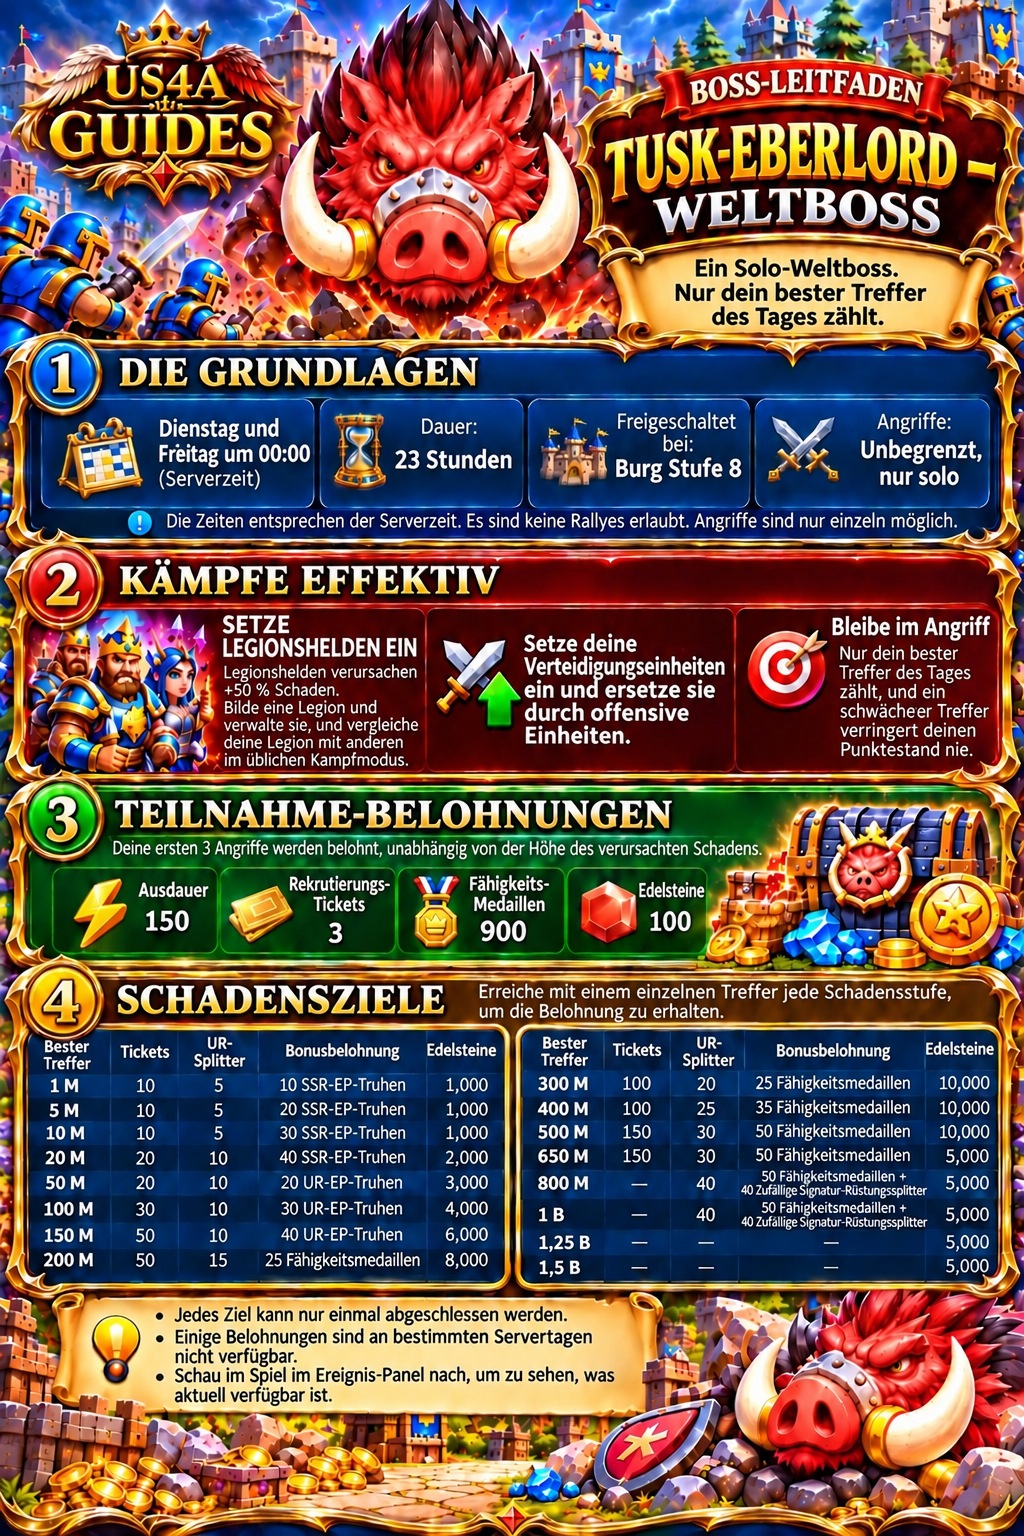 US4A
GUIDES
BOSS-LEITFADEN
TUSK-EBERLORD –
WELTBOSS
Ein Solo-Weltboss.
Nur dein bester Treffer
des Tages zählt.
1 DIE GRUNDLAGEN
Dienstag und
Freitag um 00:00
(Serverzeit)
Dauer:
23 Stunden
Freigeschaltet
bei:
Burg Stufe 8
Angriffe:
Unbegrenzt,
nur solo
! Die Zeiten entsprechen der Serverzeit. Es sind keine Rallyes erlaubt. Angriffe sind nur einzeln möglich.
2 KÄMPFE EFFEKTIV
SETZE
LEGIONSHELDEN EIN
Legionshelden verursachen
+50 % Schaden.
Bilde eine Legion und
verwalte sie, und vergleiche
deine Legion mit anderen
im üblichen Kampfmodus.
Setze deine
Verteidigungseinheiten
ein und ersetze sie
durch offensive
Einheiten.
Bleibe im Angriff
Nur dein bester
Treffer des Tages
zählt, und ein
schwächerer Treffer
verringert deinen
Punktestand nie.
3 TEILNAHME-BELOHNUNGEN
Deine ersten 3 Angriffe werden belohnt, unabhängig von der Höhe des verursachten Schadens.
Ausdauer
150
Rekrutierungs-
Tickets
3
Fähigkeits-
Medaillen
900
Edelsteine
100
4 SCHADENSZIELE
Erreiche mit einem einzelnen Treffer jede Schadensstufe,
um die Belohnung zu erhalten.
Bester Treffer Tickets UR-Splitter Bonusbelohnung Edelsteine
1 M 10 5 10 SSR-EP-Truhen 1,000
5 M 10 5 20 SSR-EP-Truhen 1,000
10 M 10 5 30 SSR-EP-Truhen 1,000
20 M 20 10 40 SSR-EP-Truhen 2,000
50 M 20 10 20 UR-EP-Truhen 3,000
100 M 30 10 30 UR-EP-Truhen 4,000
150 M 50 10 40 UR-EP-Truhen 6,000
200 M 50 15 25 Fähigkeitsmedaillen 8,000
Bester Treffer Tickets UR-Splitter Bonusbelohnung Edelsteine
300 M 100 20 25 Fähigkeitsmedaillen 10,000
400 M 100 25 35 Fähigkeitsmedaillen 10,000
500 M 150 30 50 Fähigkeitsmedaillen 10,000
650 M 150 30 50 Fähigkeitsmedaillen 5,000
800 M — 40 50 Fähigkeitsmedaillen + 40 Zufällige Signatur-Rüstungssplitter 5,000
1 B — 40 50 Fähigkeitsmedaillen + 40 Zufällige Signatur-Rüstungssplitter 5,000
1,25 B — — — 5,000
1,5 B — — — 5,000
• Jedes Ziel kann nur einmal abgeschlessen werden.
• Einige Belohnungen sind an bestimmten Servertagen
nicht verfügbar.
• Schau im Spiel im Ereignis-Panel nach, um zu sehen, was
aktuell verfügbar ist.